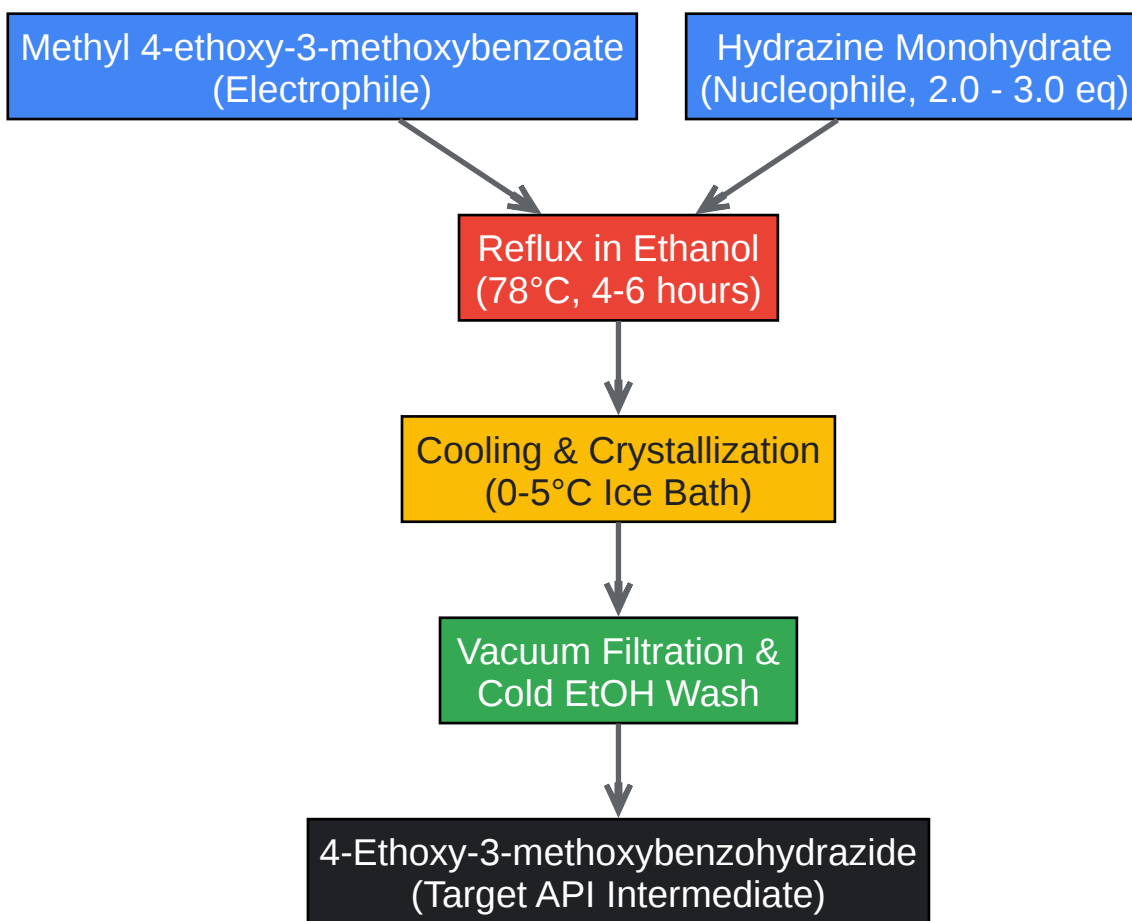 Methyl 4-ethoxy-3-methoxybenzoate
(Electrophile)
Hydrazine Monohydrate
(Nucleophile, 2.0 - 3.0 eq)
Reflux in Ethanol
(78°C, 4-6 hours)
Cooling & Crystallization
(0-5°C Ice Bath)
Vacuum Filtration &
Cold EtOH Wash
4-Ethoxy-3-methoxybenzohydrazide
(Target API Intermediate)